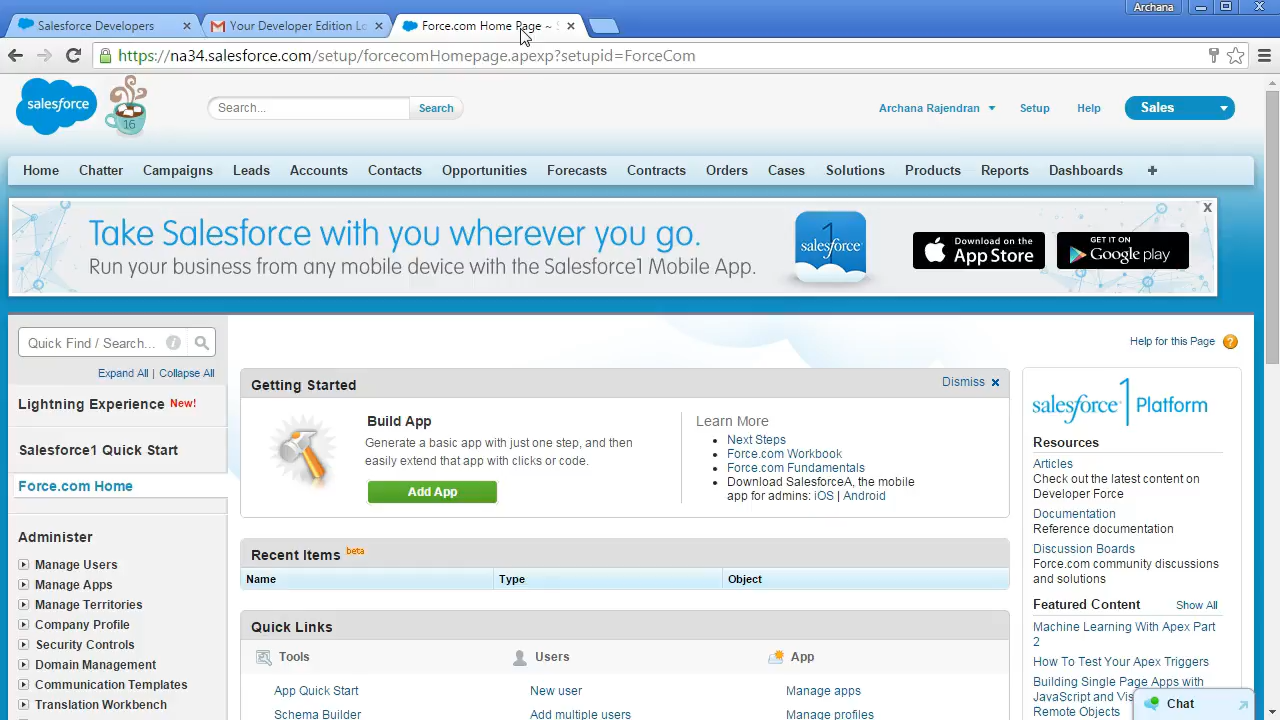 Archana
Salesforce Developers
Your Developer Edition Lo
Force.com Home Page ~
https://na34.salesforce.com/setup/forcecomHomepage.apexp?setupid=ForceCom
salesforce
16
Search...
Search
Archana Rajendran
Setup
Help
Sales
Home
Chatter
Campaigns
Leads
Accounts
Contacts
Opportunities
Forecasts
Contracts
Orders
Cases
Solutions
Products
Reports
Dashboards
+
Take Salesforce with you wherever you go.
Run your business from any mobile device with the Salesforce1 Mobile App.
1
salesforce
Download on the
App Store
GET IT ON
Google play
X
Quick Find / Search...
Expand All | Collapse All
Lightning Experience New!
Salesforce1 Quick Start
Force.com Home
Administer
Manage Users
Manage Apps
Manage Territories
Company Profile
Security Controls
Domain Management
Communication Templates
Translation Workbench
Help for this Page ?
Getting Started
Dismiss
Build App
Generate a basic app with just one step, and then
easily extend that app with clicks or code.
Add App
Learn More
Next Steps
Force.com Workbook
Force.com Fundamentals
Download SalesforceA, the mobile
app for admins: iOS | Android
Recent Items beta
Name
Type
Object
Quick Links
Tools
Users
App
App Quick Start
New user
Manage apps
Schema Builder
Add multiple users
Manage profiles
salesforce1 Platform
Resources
Articles
Check out the latest content on
Developer Force
Documentation
Reference documentation
Discussion Boards
Force.com community discussions
and solutions
Featured Content
Show All
Machine Learning With Apex Part
2
How To Test Your Apex Triggers
Building Single Page Apps with
JavaScript and
Remote Objects
Chat